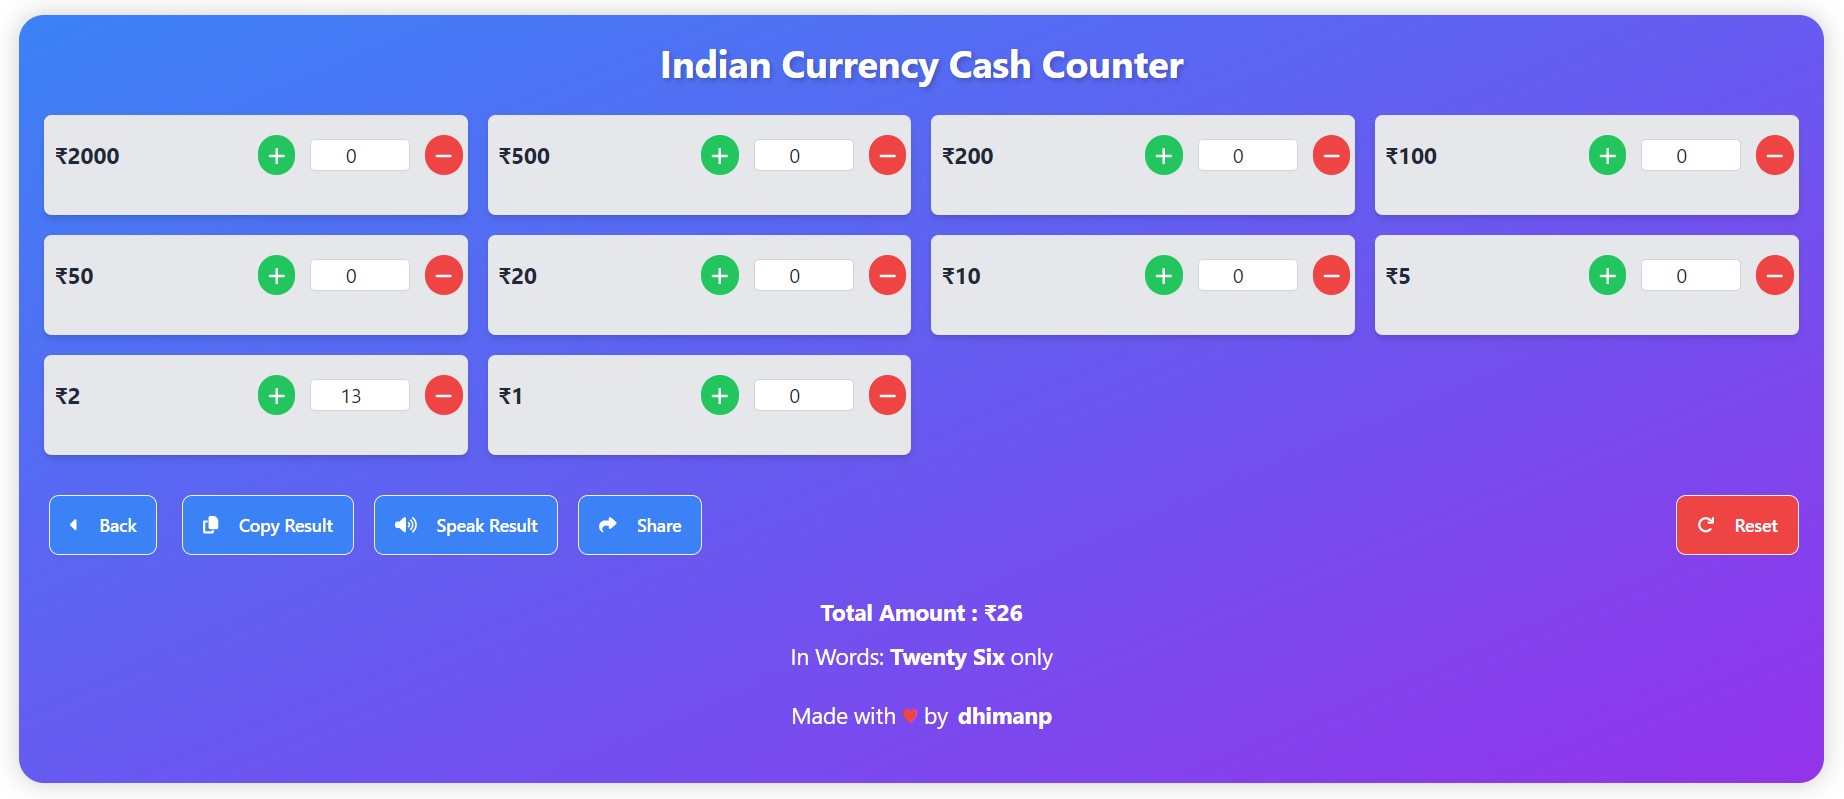 Indian Currency Cash Counter
₹2000 0 ₹500 0 ₹200 0 ₹100 0
₹50 0 ₹20 0 ₹10 0 ₹5 0
₹2 13 ₹1 0
Back Copy Result Speak Result Share Reset
Total Amount : ₹26
In Words: Twenty Six only
Made with ♥ by dhimanp